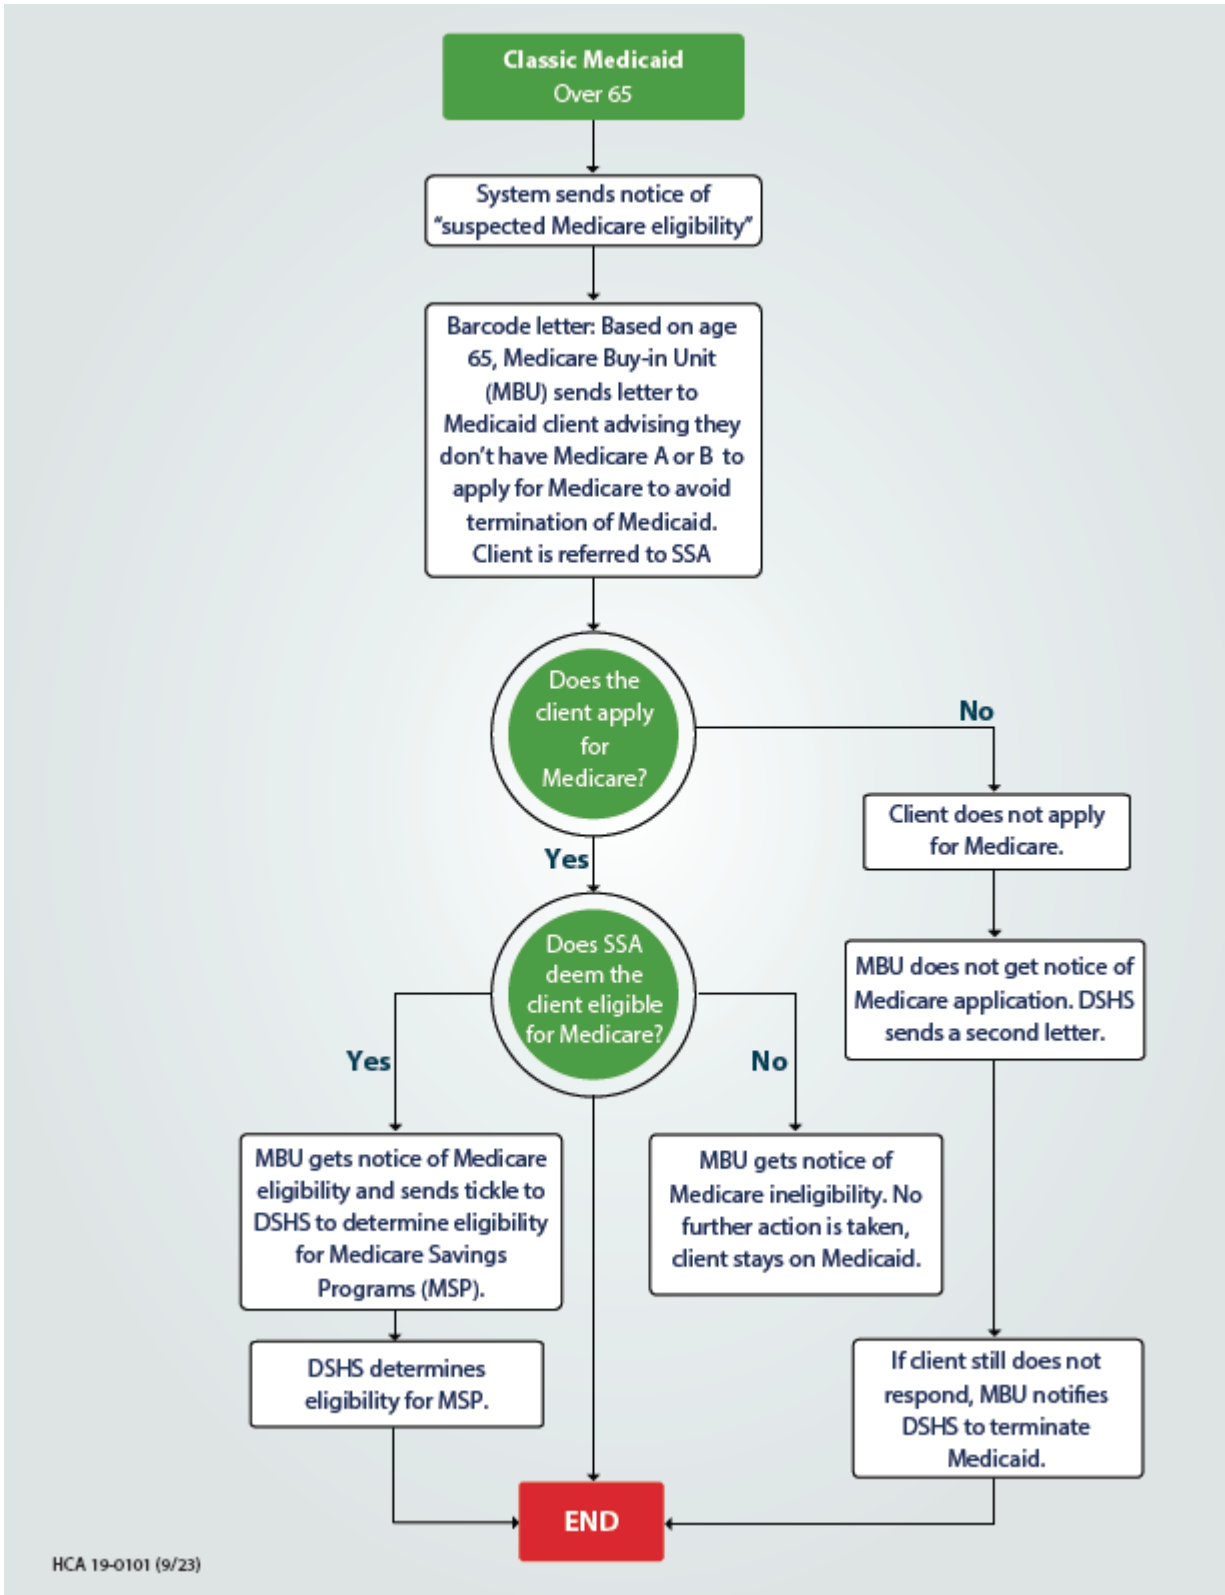 Classic Medicaid
Over 65
System sends notice of
“suspected Medicare eligibility”
Barcode letter: Based on age
65, Medicare Buy-in Unit
(MBU) sends letter to
Medicaid client advising they
don’t have Medicare A or B to
apply for Medicare to avoid
termination of Medicaid.
Client is referred to SSA
Does the
client apply
for
Medicare?
No
Client does not apply
for Medicare.
MBU does not get notice of
Medicare application. DSHS
sends a second letter.
If client still does not
respond, MBU notifies
DSHS to terminate
Medicaid.
Yes
Does SSA
deem the
client eligible
for Medicare?
Yes
MBU gets notice of Medicare
eligibility and sends tickle to
DSHS to determine eligibility
for Medicare Savings
Programs (MSP).
DSHS determines
eligibility for MSP.
No
MBU gets notice of
Medicare ineligibility. No
further action is taken,
client stays on Medicaid.
END
HCA 19-0101 (9/23)